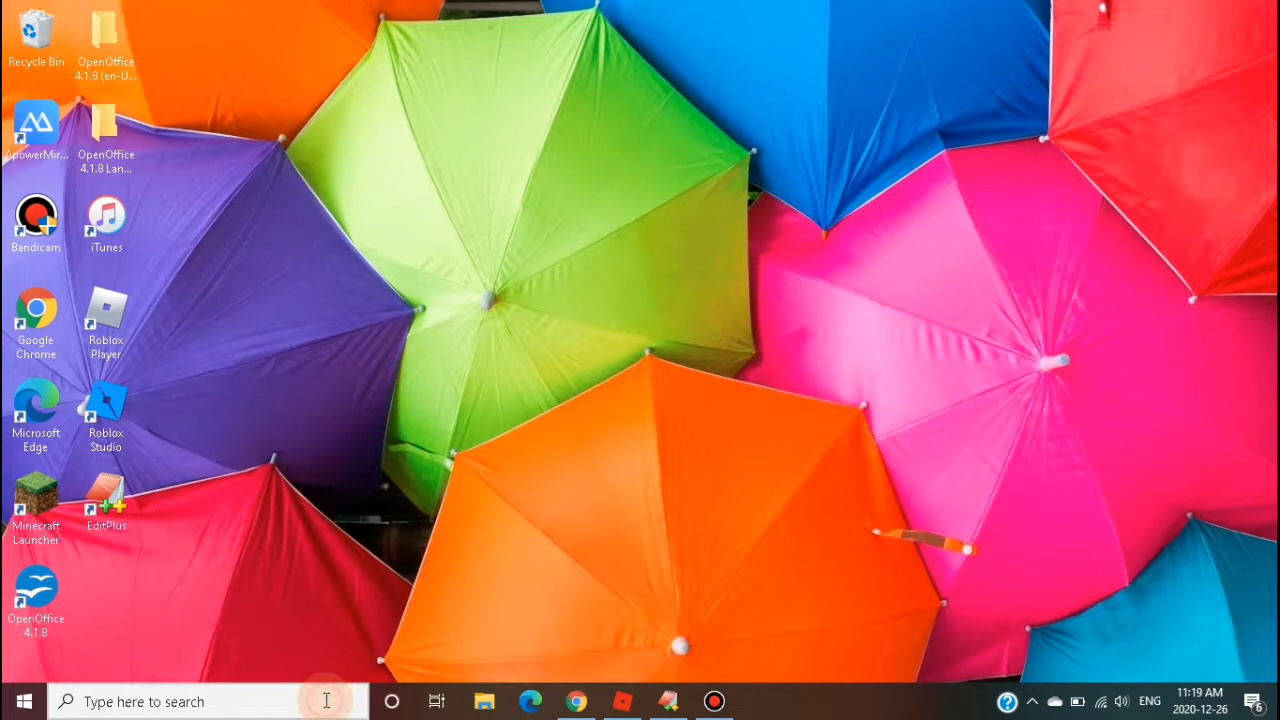 Recycle Bin
OpenOffice
4.1.8 (en-U...
ApowerMir...
OpenOffice
4.1.8 Lan...
Bandicam
iTunes
Google
Chrome
Roblox
Player
Microsoft
Edge
Roblox
Studio
Minecraft
Launcher
EditPlus
OpenOffice
4.1.8
Type here to search
ENG
11:19 AM
2020-12-26
6